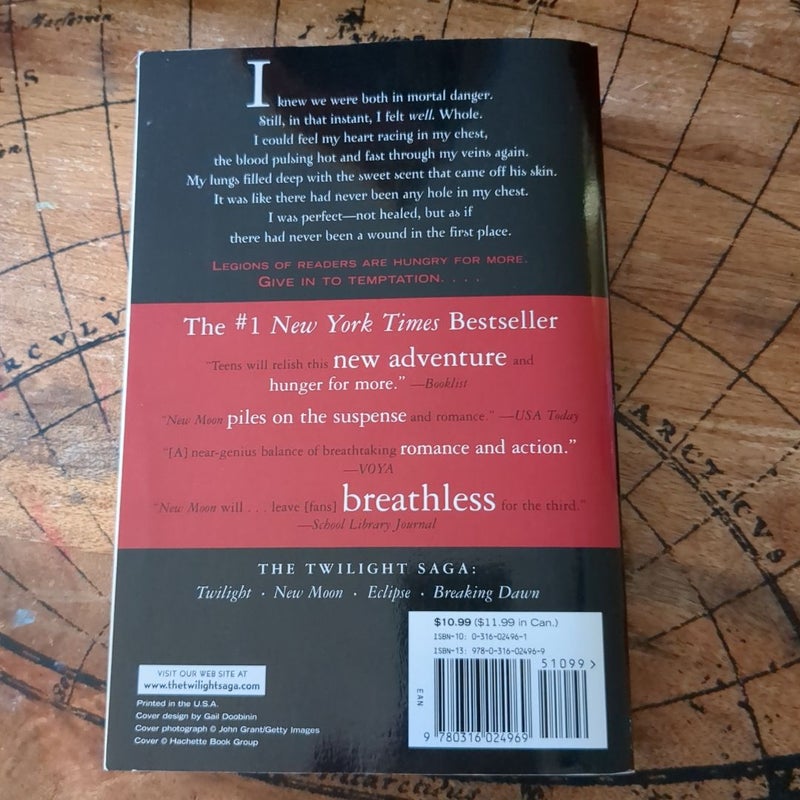 Macfersin
I knew we were both in mortal danger.
Still, in that instant, I felt well. Whole.
I could feel my heart racing in my chest,
the blood pulsing hot and fast through my veins again.
My lungs filled deep with the sweet scent that came off his skin.
It was like there had never been any hole in my chest.
I was perfect—not healed, but as if
there had never been a wound in the first place.
LEGIONS OF READERS ARE HUNGRY FOR MORE.
GIVE IN TO TEMPTATION. . . .
The #1 New York Times Bestseller
"Teens will relish this new adventure and
hunger for more." —Booklist
"New Moon piles on the suspense and romance." —USA Today
"[A] near-genius balance of breathtaking romance and action."
—VOYA
"New Moon will . . . leave [fans] breathless for the third."
—School Library Journal
THE TWILIGHT SAGA:
Twilight · New Moon · Eclipse · Breaking Dawn
$10.99 ($11.99 in Can.)
ISBN-10: 0-316-02496-1
ISBN-13: 978-0-316-02496-9
51099>
EAN
9 780316 024969
VISIT OUR WEB SITE AT
www.thetwilightsaga.com
Printed in the U.S.A.
Cover design by Gail Doobinin
Cover photograph © John Grant/Getty Images
Cover © Hachette Book Group
RCVLV
CARCTICVS